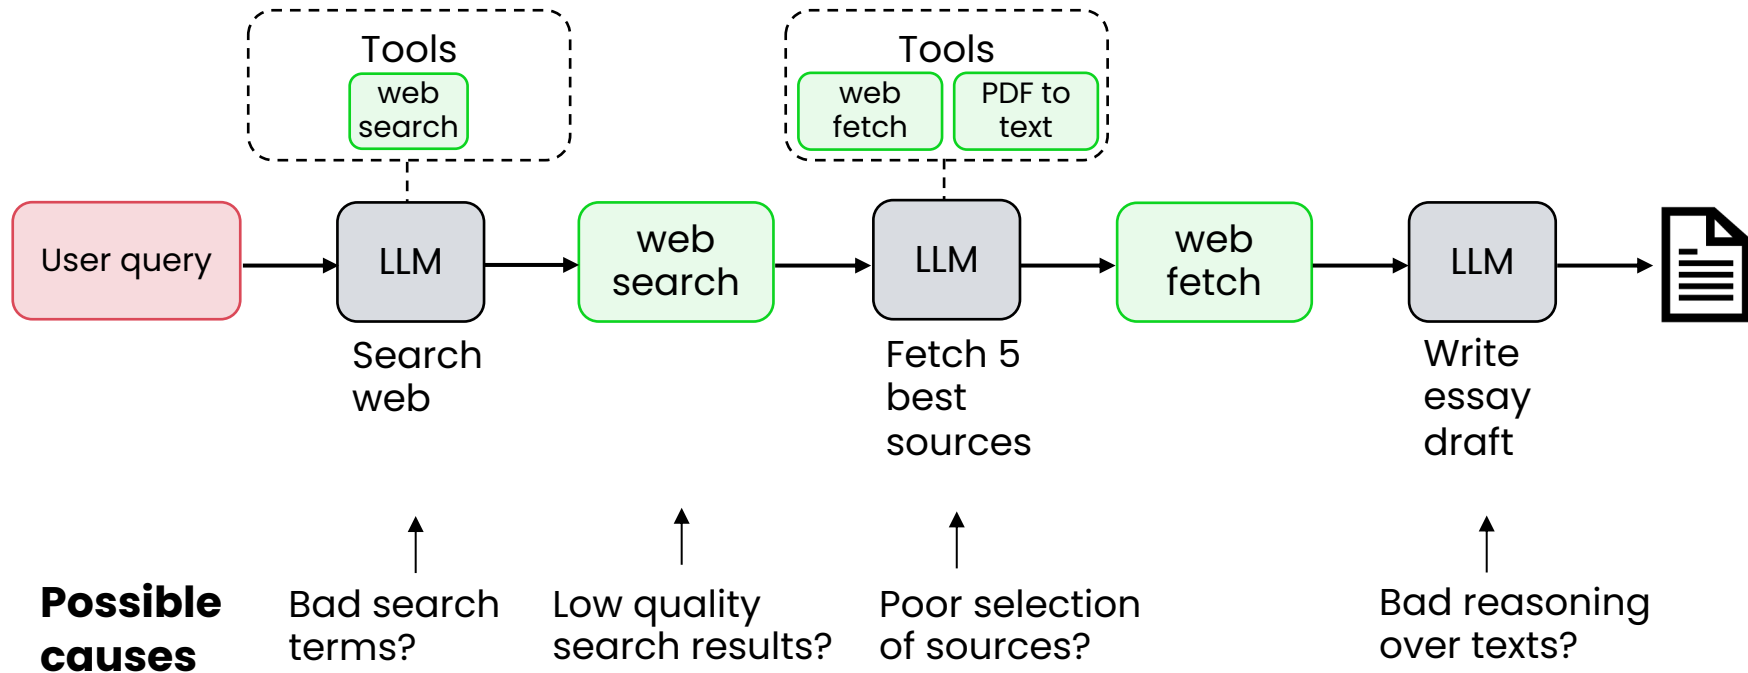 Tools
web
search
Tools
web
fetch
PDF to
text
User query
LLM
web
search
LLM
web
fetch
LLM
Search
web
Fetch 5
best
sources
Write
essay
draft
Possible
causes
Bad search
terms?
Low quality
search results?
Poor selection
of sources?
Bad reasoning
over texts?